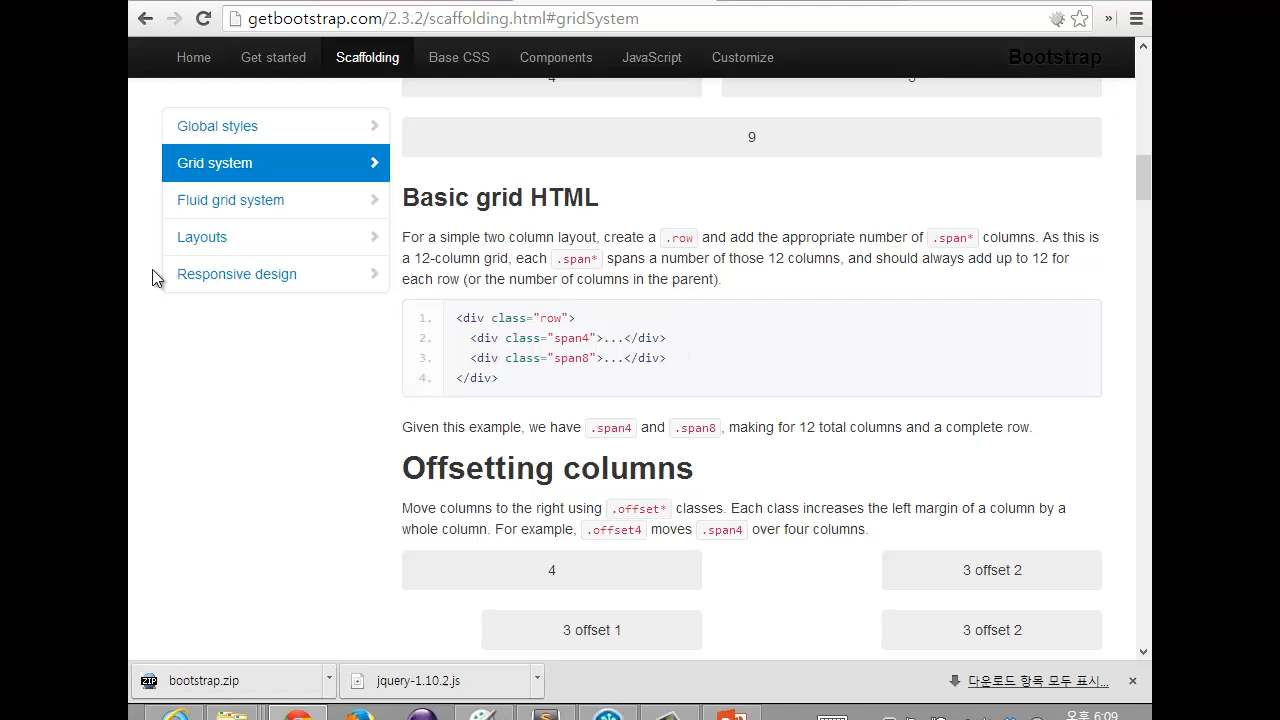 getbootstrap.com/2.3.2/scaffolding.html#gridSystem
»
Home Get started Scaffolding Base CSS Components JavaScript Customize Bootstrap
Global styles
Grid system
Fluid grid system
Layouts
Responsive design
9
Basic grid HTML
For a simple two column layout, create a .row and add the appropriate number of .span* columns. As this is
a 12-column grid, each .span* spans a number of those 12 columns, and should always add up to 12 for
each row (or the number of columns in the parent).
1. <div class="row">
2. <div class="span4">...</div>
3. <div class="span8">...</div>
4. </div>
Given this example, we have .span4 and .span8, making for 12 total columns and a complete row.
Offsetting columns
Move columns to the right using .offset* classes. Each class increases the left margin of a column by a
whole column. For example, .offset4 moves .span4 over four columns.
4 3 offset 2
3 offset 1 3 offset 2
ZIP bootstrap.zip jquery-1.10.2.js 다운로드 항목 모두 표시...
오후 6:09